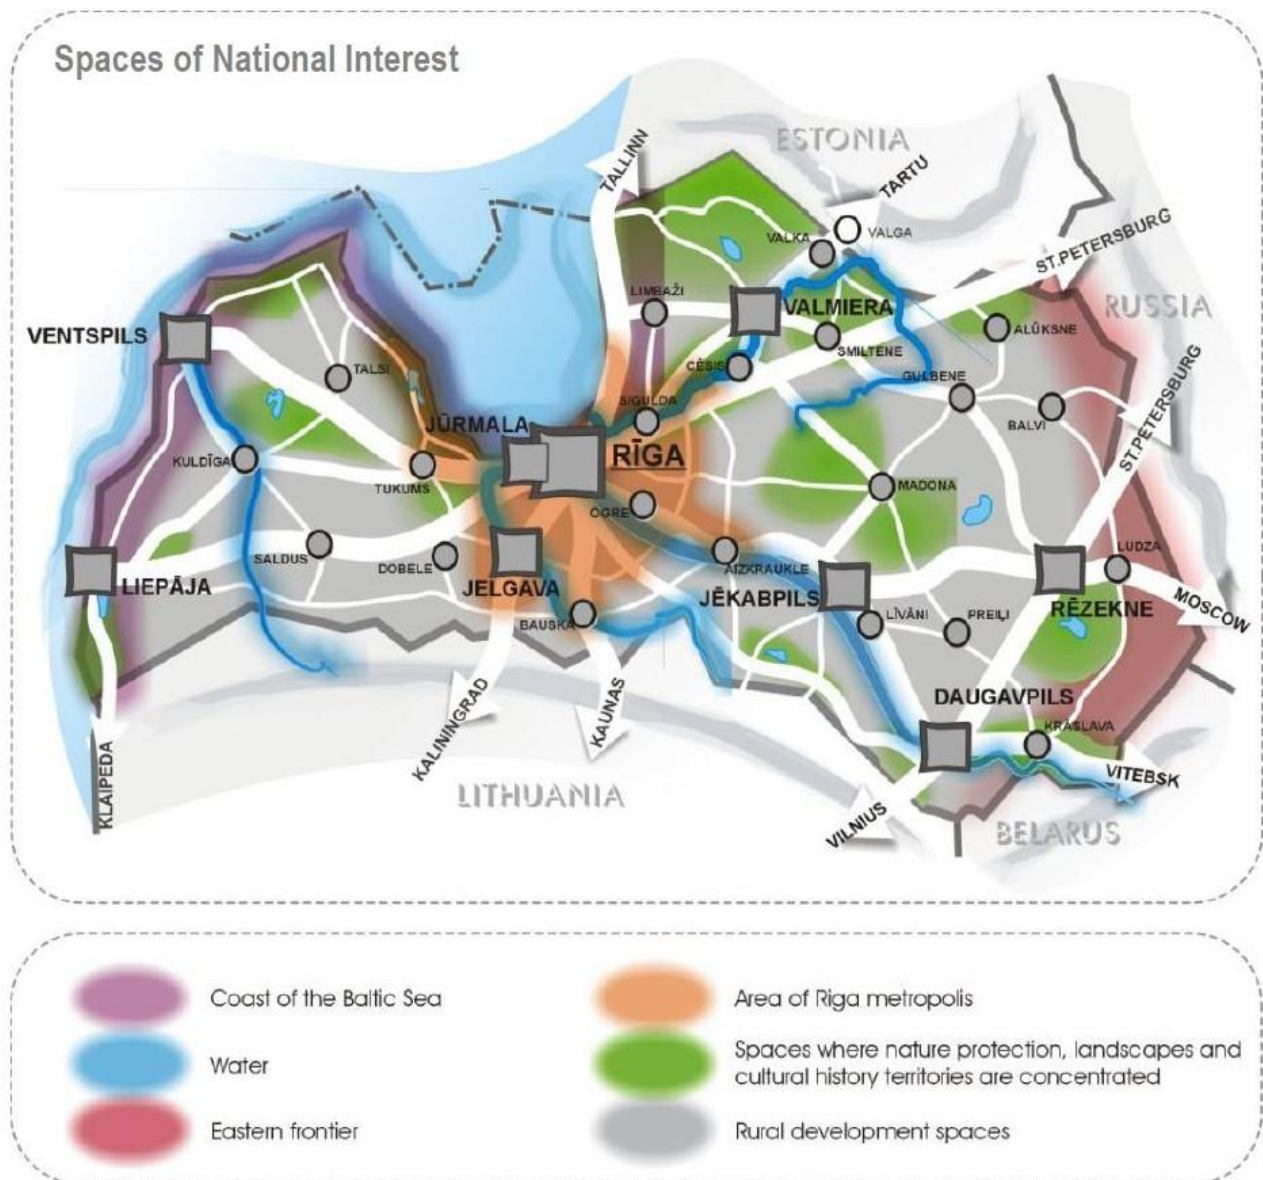 Spaces of National Interest
ESTONIA
TALLINN
TARTU
VALKA
VALGA
ST.PETERSBURG
RUSSIA
LIMBAŽI
VALMIERA
VENTSPILS
ALŪKSNE
SMILTENE
CĒSIS
TALSI
GULBENE
SIGULDA
BALVI
ST.PETERSBURG
JŪRMALA
RĪGA
KULDĪGA
TUKUMS
MADONA
OGRE
SALDUS
DOBELE
AIZKRAUKLE
LUDZA
LIEPĀJA
JELGAVA
JĒKABPILS
RĒZEKNE
MOSCOW
BAUSKA
LĪVĀNI
PREIĻI
DAUGAVPILS
KRĀSLAVA
KLAIPEDA
KALININGRAD
KAUNAS
VITEBSK
LITHUANIA
VILNIUS
BELARUS
Coast of the Baltic Sea
Water
Eastern frontier
Area of Riga metropolis
Spaces where nature protection, landscapes and
cultural history territories are concentrated
Rural development spaces